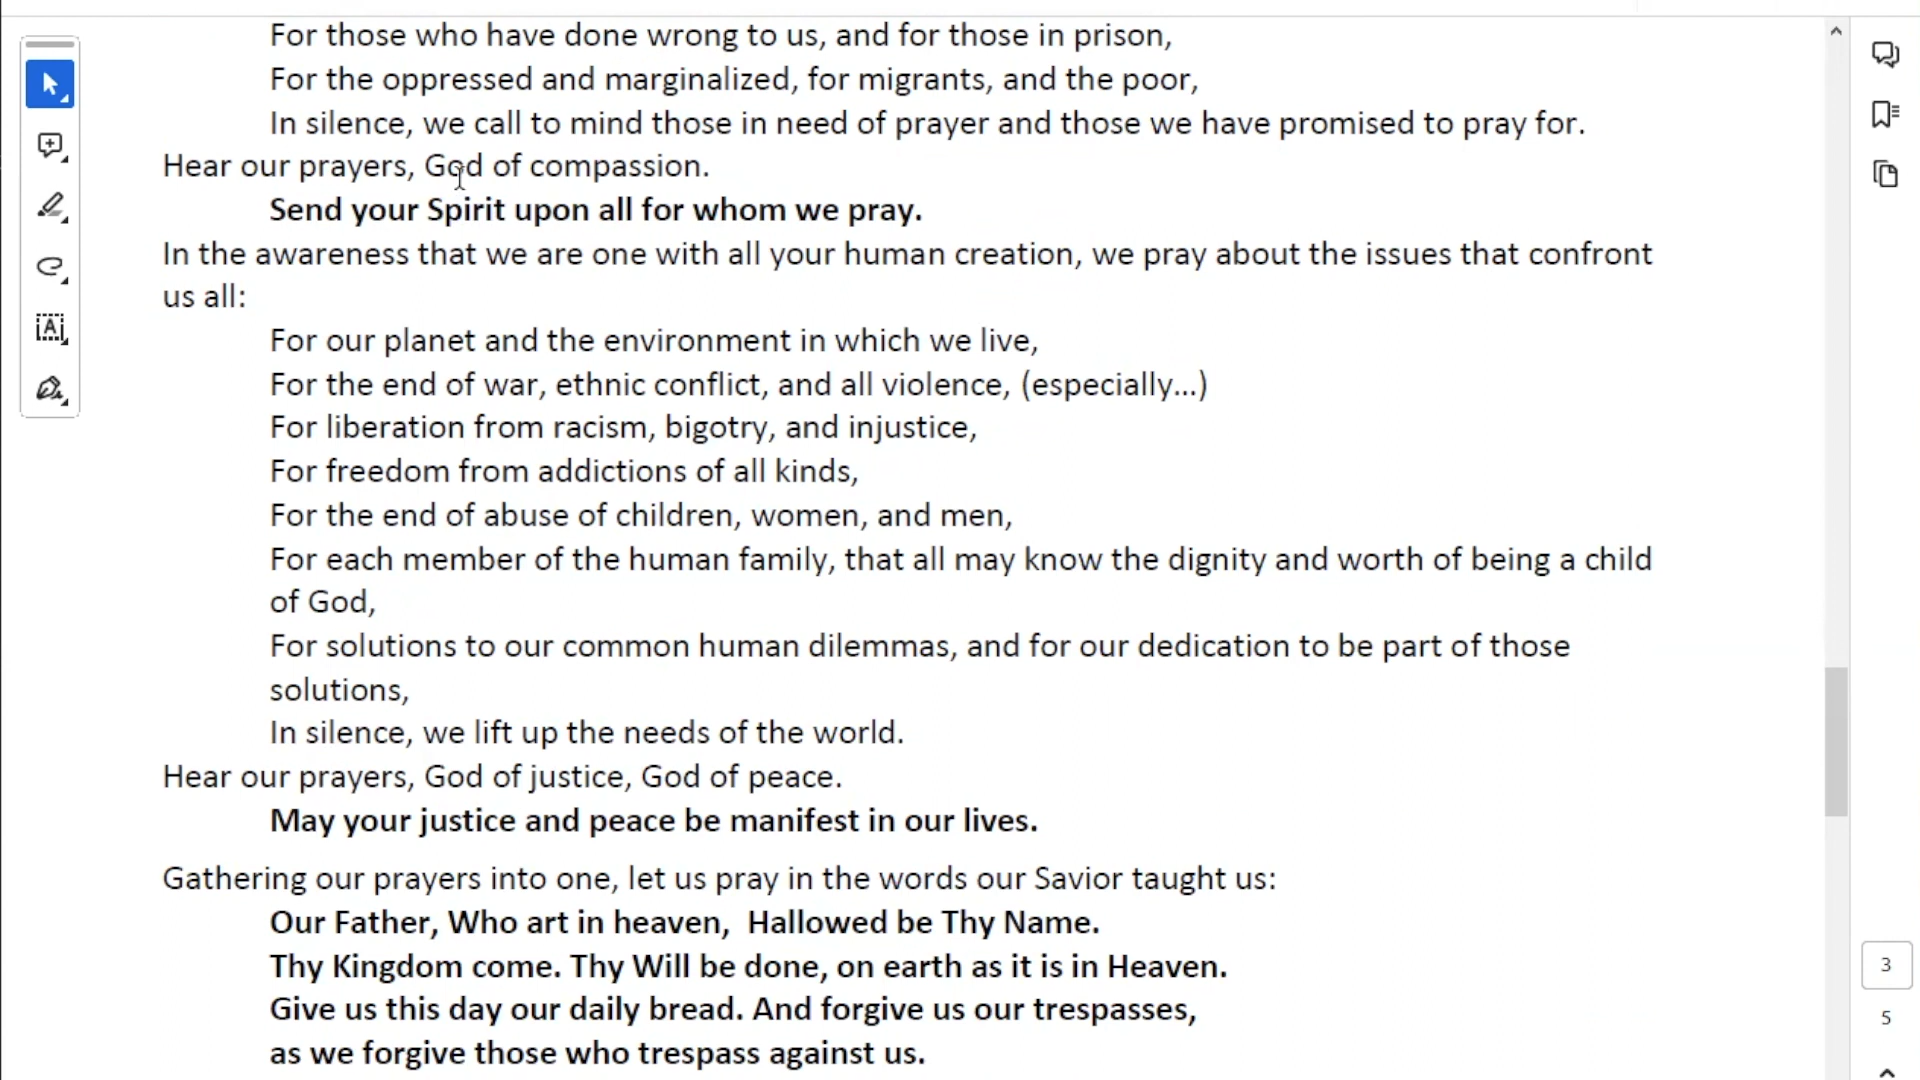 For those who have done wrong to us, and for those in prison,
For the oppressed and marginalized, for migrants, and the poor,
In silence, we call to mind those in need of prayer and those we have promised to pray for.
Hear our prayers, God of compassion.
Send your Spirit upon all for whom we pray.
In the awareness that we are one with all your human creation, we pray about the issues that confront
us all:
For our planet and the environment in which we live,
For the end of war, ethnic conflict, and all violence, (especially...)
For liberation from racism, bigotry, and injustice,
For freedom from addictions of all kinds,
For the end of abuse of children, women, and men,
For each member of the human family, that all may know the dignity and worth of being a child
of God,
For solutions to our common human dilemmas, and for our dedication to be part of those
solutions,
In silence, we lift up the needs of the world.
Hear our prayers, God of justice, God of peace.
May your justice and peace be manifest in our lives.
Gathering our prayers into one, let us pray in the words our Savior taught us:
Our Father, Who art in heaven,  Hallowed be Thy Name.
Thy Kingdom come. Thy Will be done, on earth as it is in Heaven.
Give us this day our daily bread. And forgive us our trespasses,
as we forgive those who trespass against us.
3
5